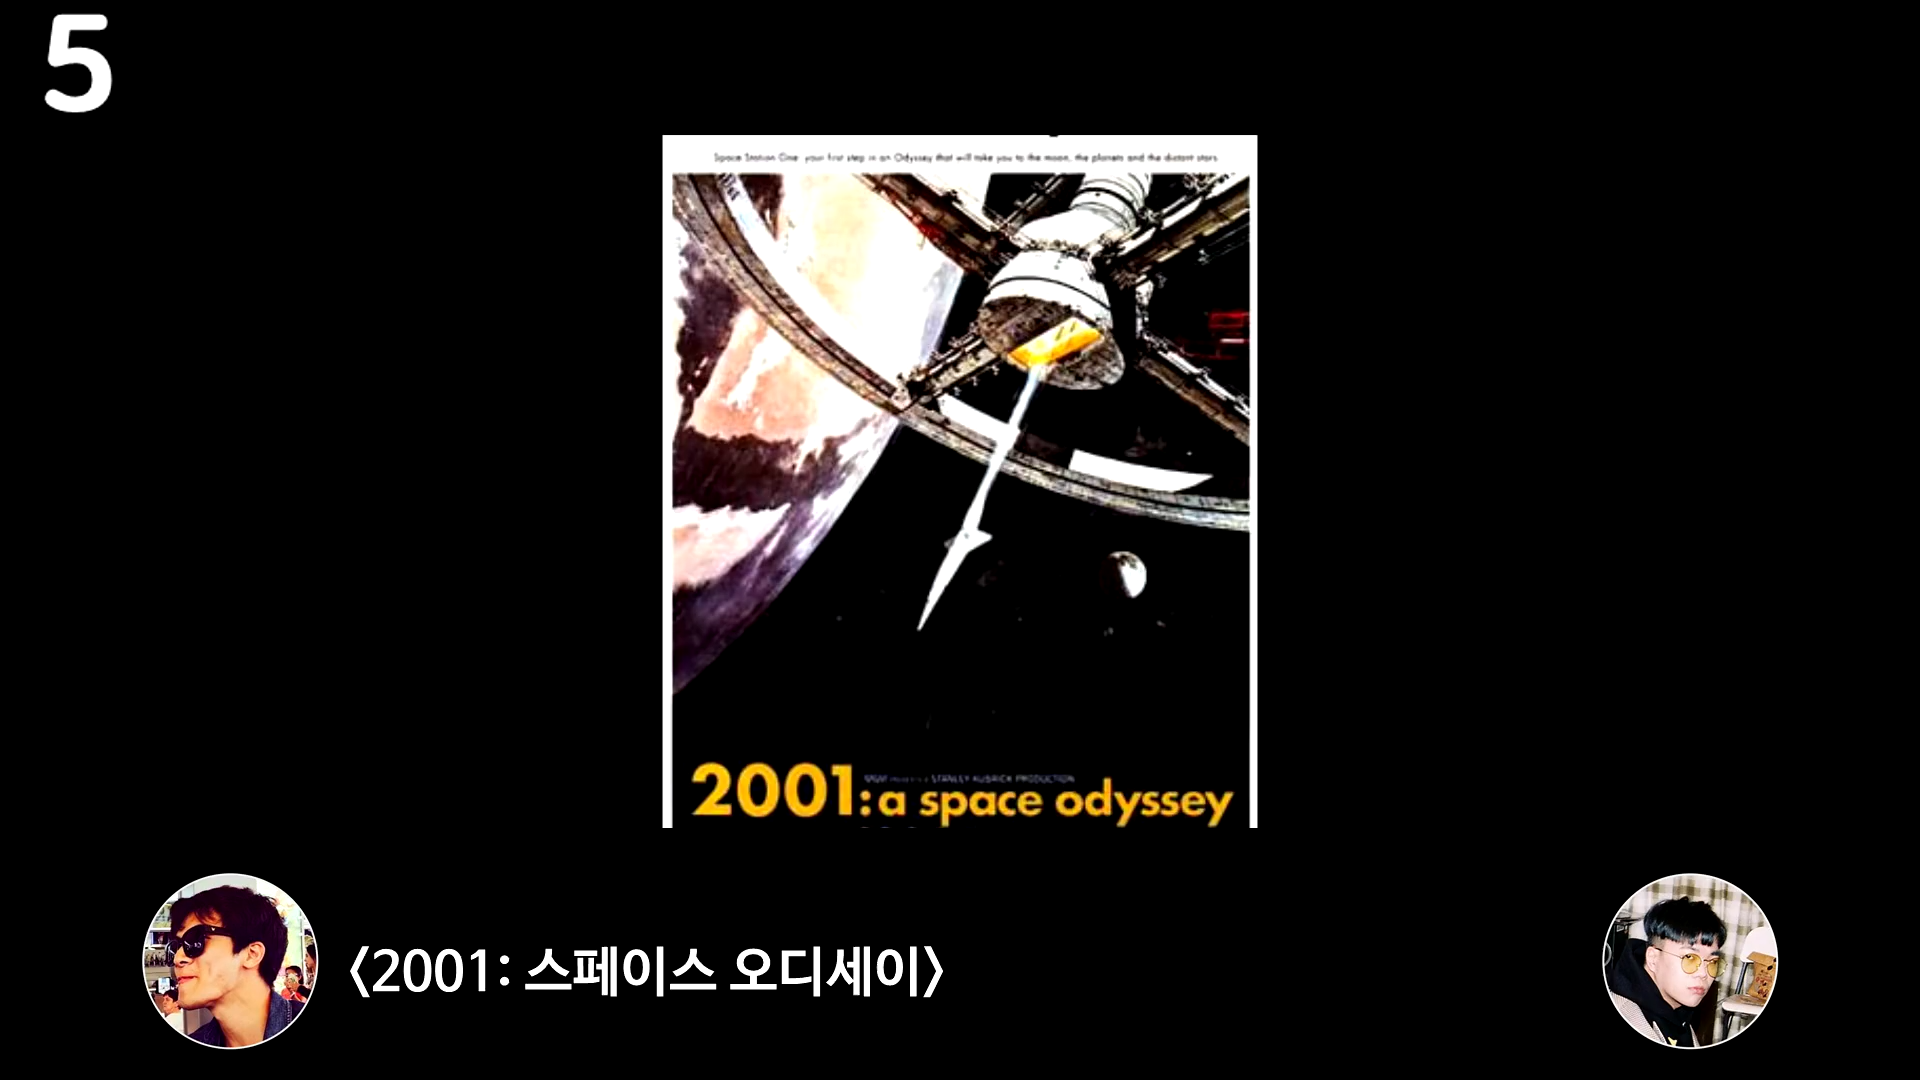 5
Space Station One: your first step in an Odyssey that will take you to the moon, the planets and the distant stars.
MGM PRESENTS A STANLEY KUBRICK PRODUCTION
2001: a space odyssey
〈2001: 스페이스 오디세이〉